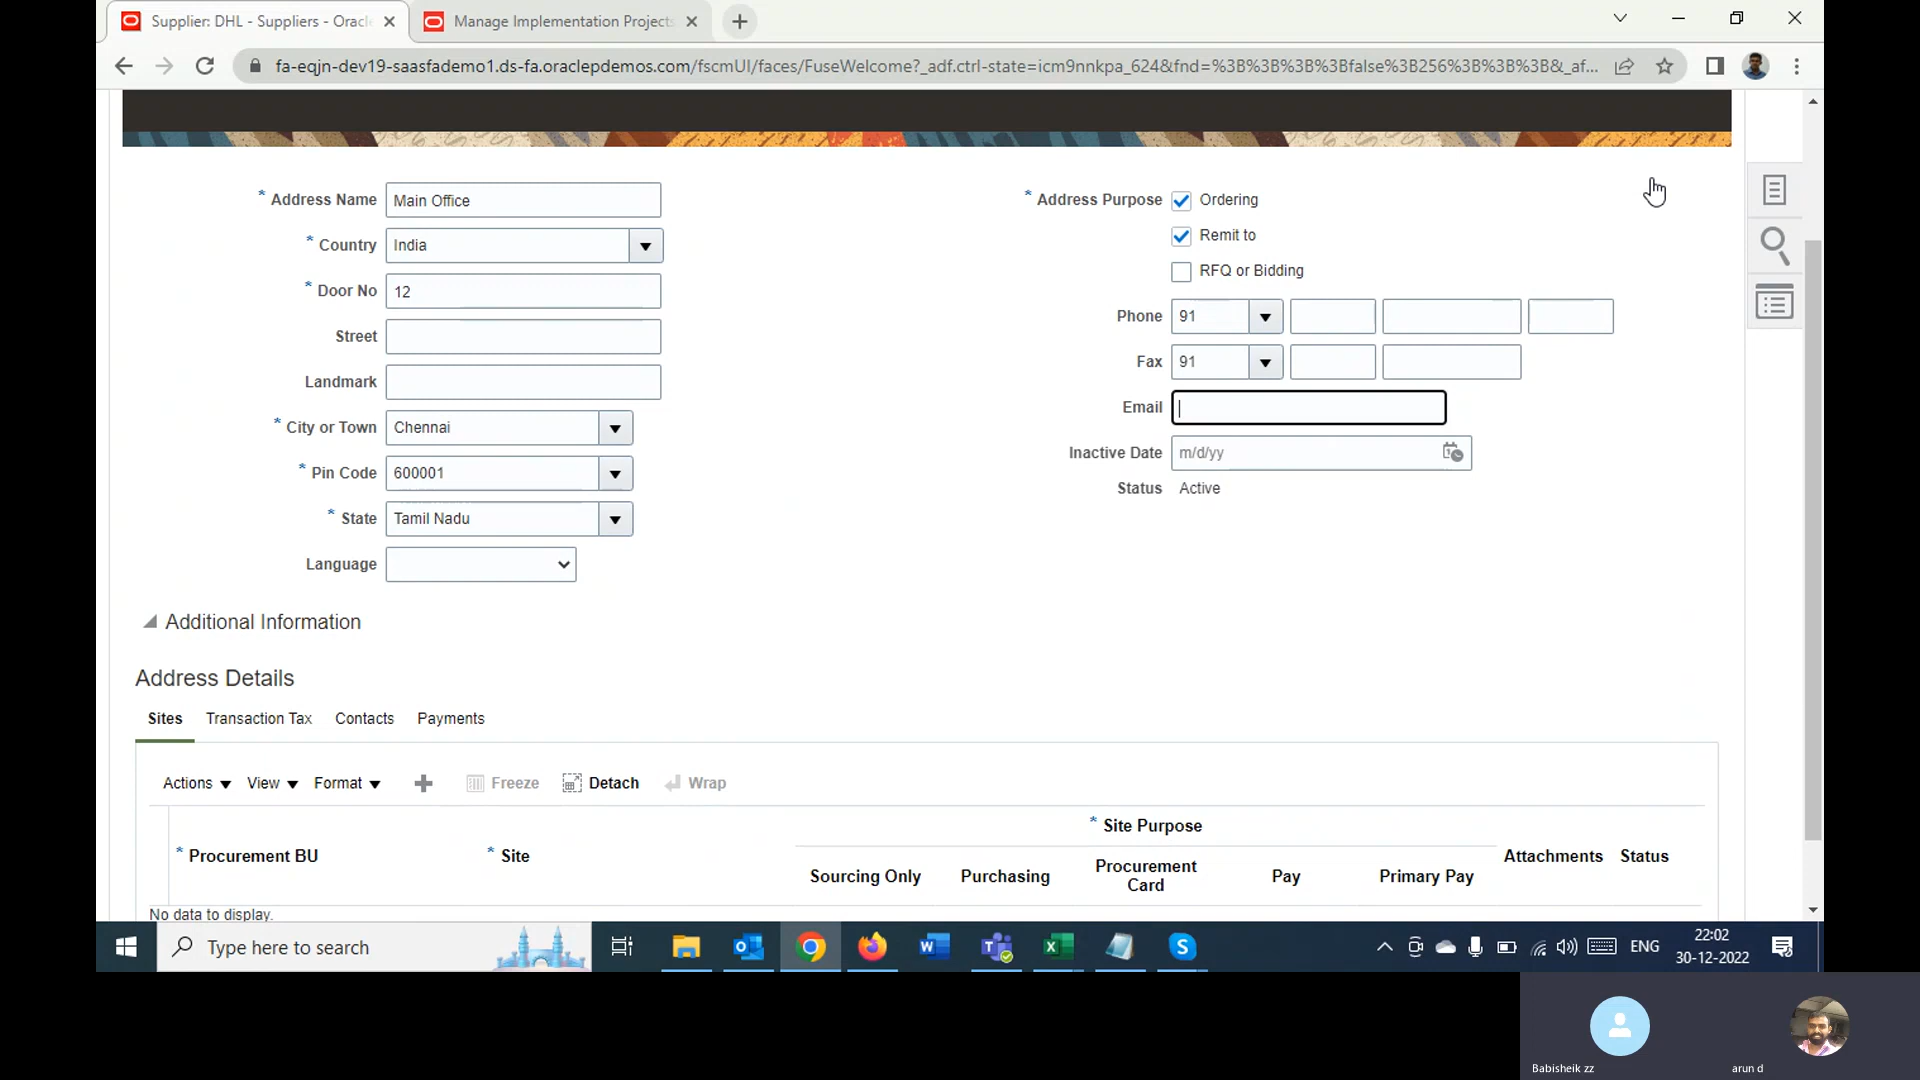 Supplier: DHL - Suppliers - Oracl
Manage Implementation Projects
fa-eqjn-dev19-saasfademo1.ds-fa.oraclepdemos.com/fscmUI/faces/FuseWelcome?_adf.ctrl-state=icm9nnkpa_624&fnd=%3B%3B%3B%3Bfalse%3B256%3B%3B%3B&_af...
* Address Name Main Office
* Country India
* Door No 12
Street
Landmark
* City or Town Chennai
* Pin Code 600001
* State Tamil Nadu
Language
* Address Purpose Ordering
Remit to
RFQ or Bidding
Phone 91
Fax 91
Email
Inactive Date m/d/yy
Status Active
Additional Information
Address Details
Sites Transaction Tax Contacts Payments
Actions View Format Freeze Detach Wrap
* Procurement BU * Site * Site Purpose Attachments Status
Sourcing Only Purchasing Procurement Card Pay Primary Pay
No data to display.
Type here to search
ENG
22:02
30-12-2022
Babisheik zz
arun d